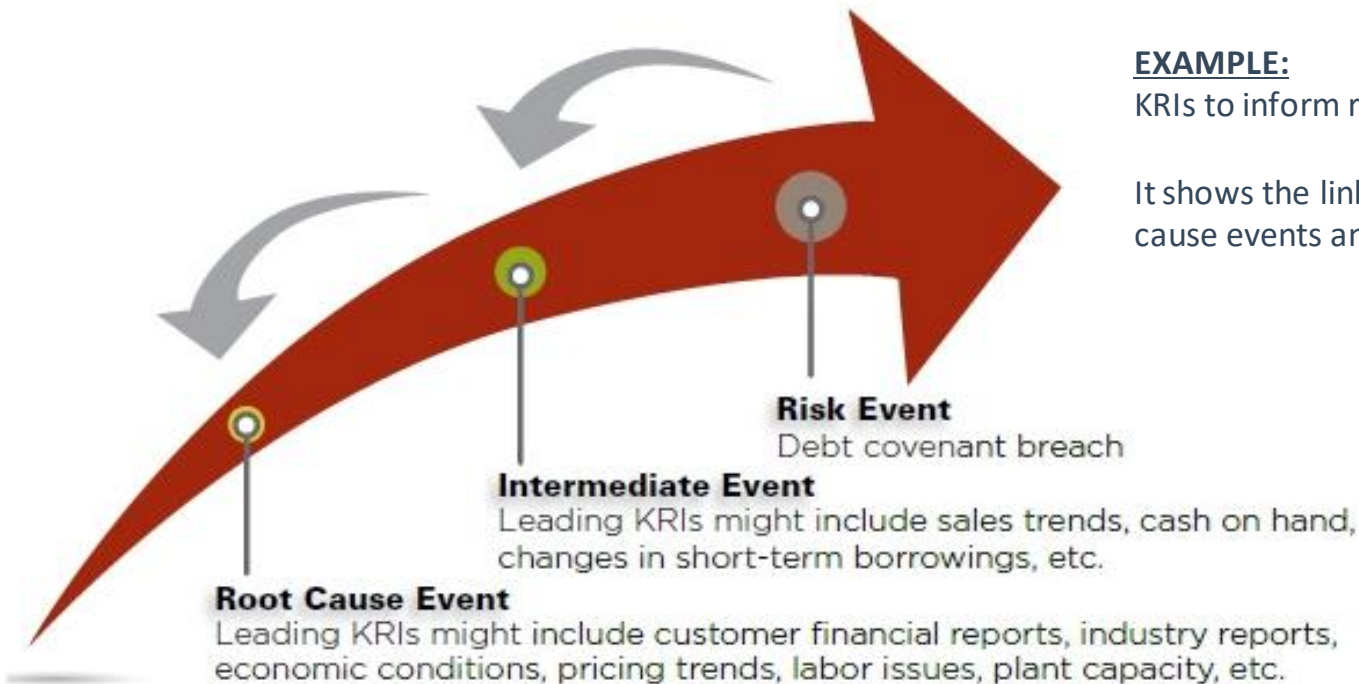 EXAMPLE:
KRIs to inform
It shows the
cause events
Risk Event
Debt covenant breach
Intermediate Event
Leading KRIs might include sales trends, cash on hand,
changes in short-term borrowings, etc.
Root Cause Event
Leading KRIs might include customer financial reports, industry reports,
economic conditions, pricing trends, labor issues, plant capacity, etc.